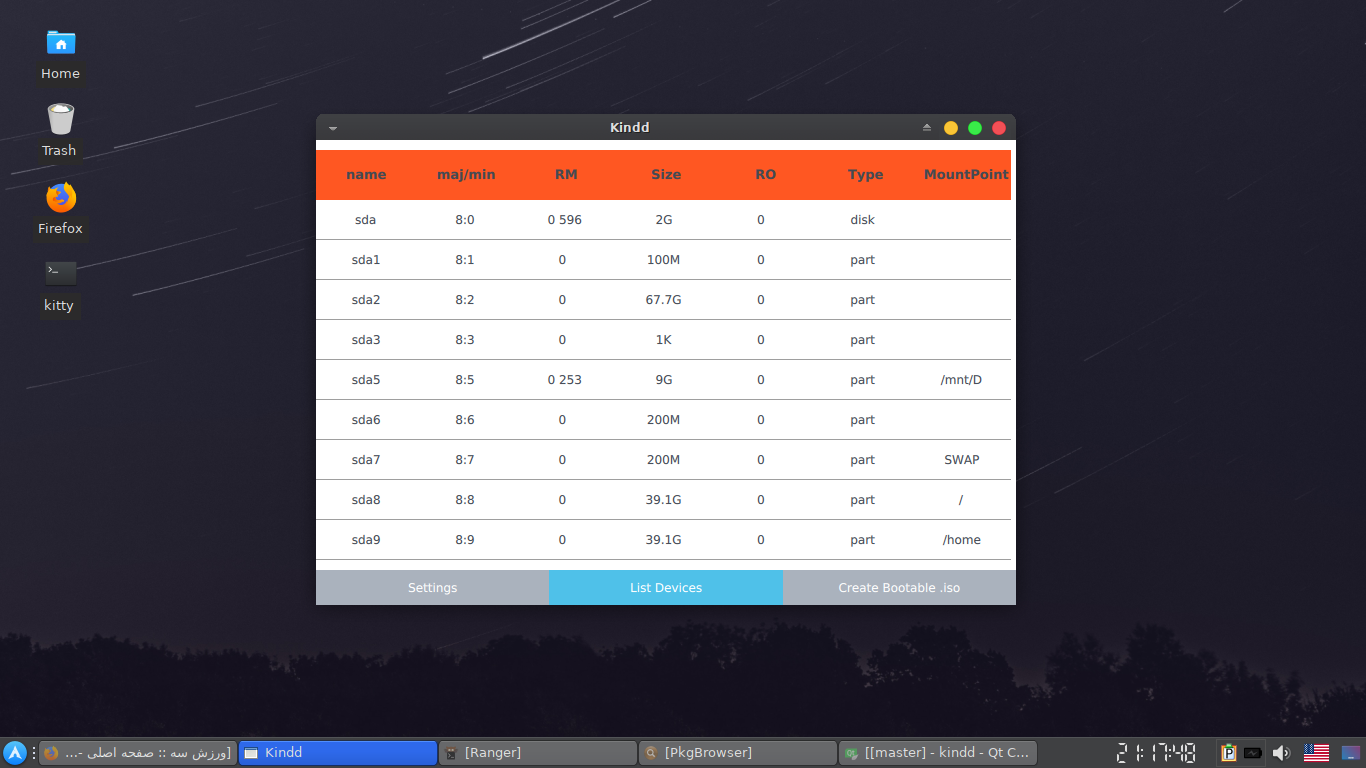 Home
Trash
Firefox
kitty
Kindd
name maj/min RM Size RO Type MountPoint
sda 8:0 0 596 2G 0 disk
sda1 8:1 0 100M 0 part
sda2 8:2 0 67.7G 0 part
sda3 8:3 0 1K 0 part
sda5 8:5 0 253 9G 0 part /mnt/D
sda6 8:6 0 200M 0 part
sda7 8:7 0 200M 0 part SWAP
sda8 8:8 0 39.1G 0 part /
sda9 8:9 0 39.1G 0 part /home
Settings List Devices Create Bootable .iso
[ورزش سه :: صفحه اصلی -... Kindd [Ranger] [PkgBrowser] [[master] - kindd - Qt C... 21:17:48